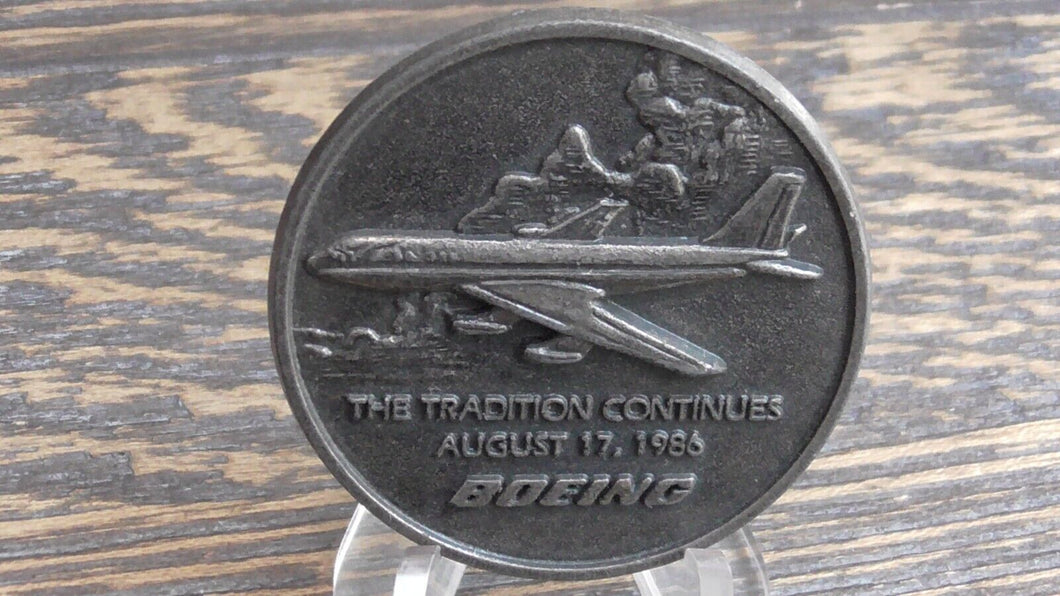 THE TRADITION CONTINUES
AUGUST 17, 1986
BOEING